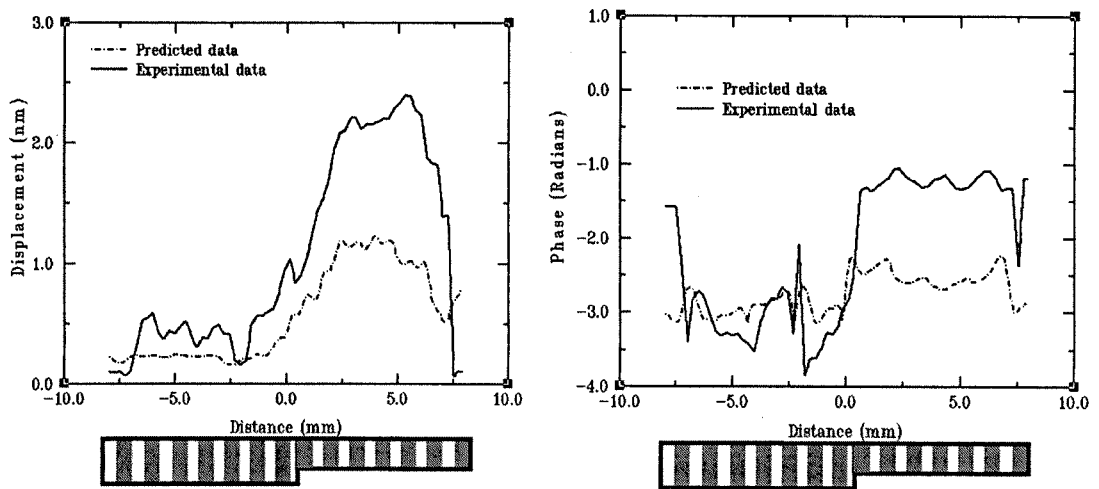 3.0
2.0
1.0
0.0
Displacement (nm)
Predicted data
Experimental data
-10.0 -5.0 0.0 5.0 10.0
Distance (mm)
1.0
0.0
-1.0
-2.0
-3.0
-4.0
Phase (Radians)
Predicted data
Experimental data
-10.0 -5.0 0.0 5.0 10.0
Distance (mm)